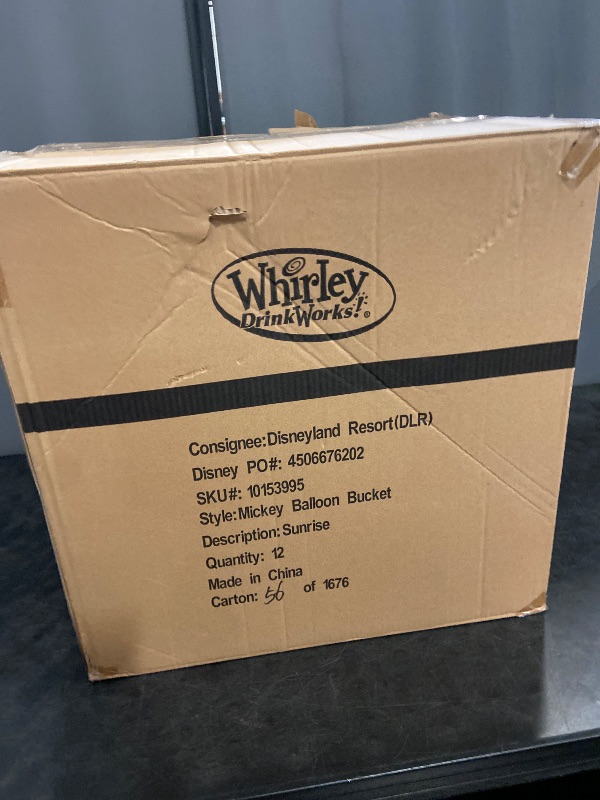 Whirley
DrinkWorks!®
Consignee:Disneyland Resort(DLR)
Disney PO#: 4506676202
SKU#: 10153995
Style:Mickey Balloon Bucket
Description:Sunrise
Quantity: 12
Made in China
Carton: 56 of 1676